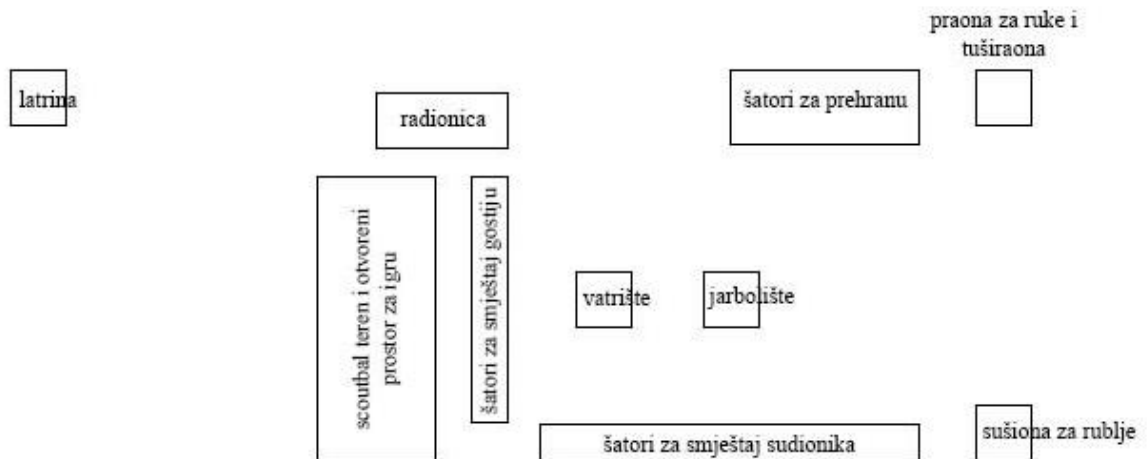 praona za ruke i
tuširaona
latrina
radionica
šatori za prehranu
scoutbal teren i otvoreni
prostor za igru
šatori za smještaj gostiju
vatrište
jarbolište
šatori za smještaj sudionika
sušiona za rublje